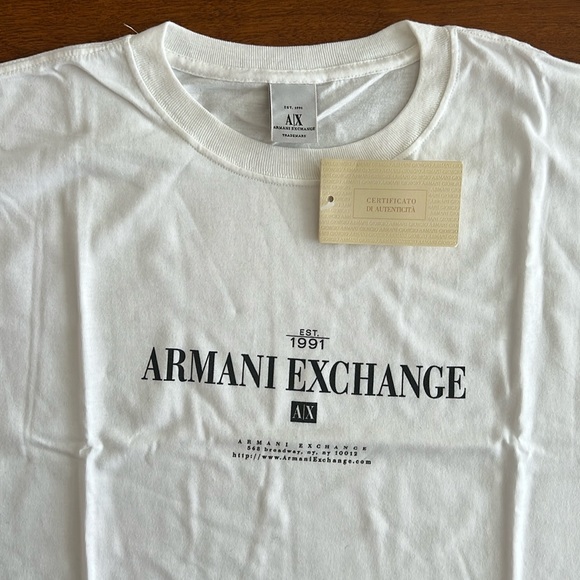 EST. 1991
A|X
ARMANI EXCHANGE
TRADEMARK
CERTIFICATO
DI AUTENTICITÀ
EST.
1991
ARMANI EXCHANGE
A|X
ARMANI EXCHANGE
568 broadway, ny, ny 10012
http://www.ArmaniExchange.com